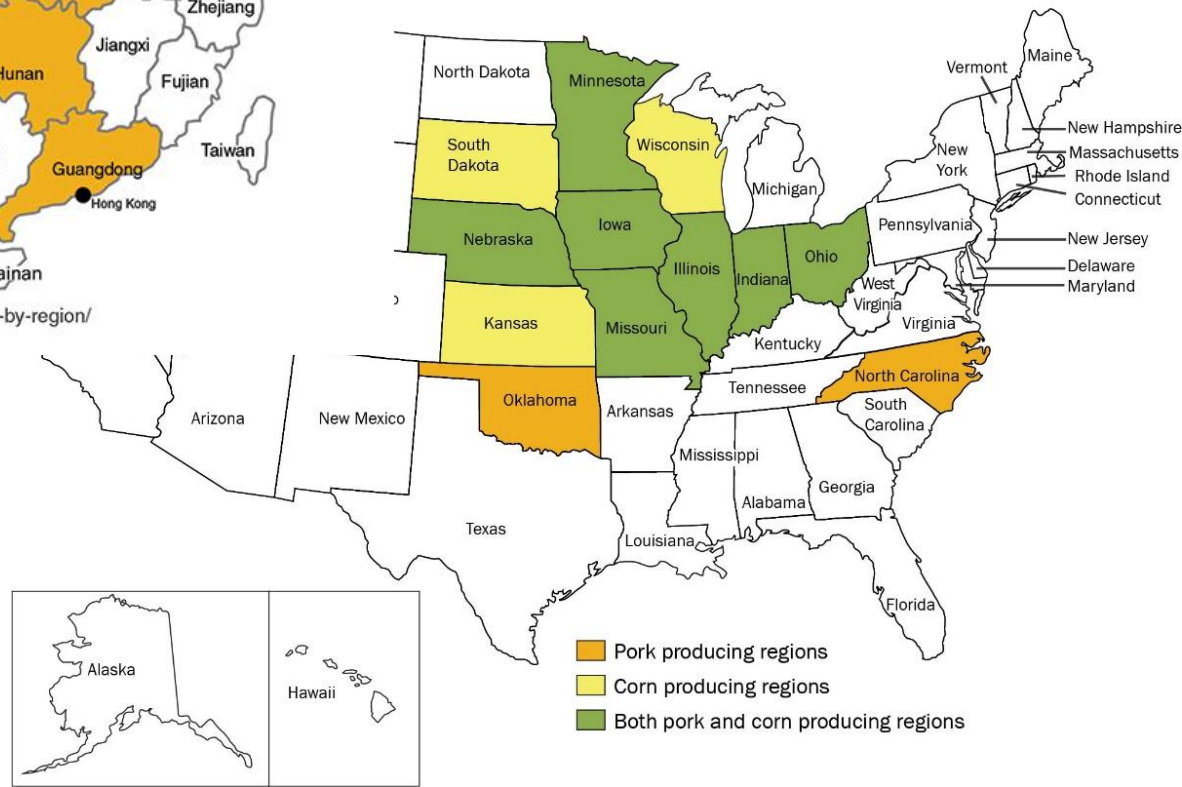 Zhejiang
Jiangxi
Hunan
Fujian
Taiwan
Guangdong
Hong Kong
ainan
-by-region/
North Dakota
Minnesota
South
Dakota
Wisconsin
Michigan
Nebraska
Iowa
Illinois
Indiana
Ohio
Kansas
Missouri
Kentucky
West
Virginia
Virginia
Pennsylvania
New
York
Vermont
Maine
New Hampshire
Massachusetts
Rhode Island
Connecticut
New Jersey
Delaware
Maryland
Arizona
New Mexico
Oklahoma
Arkansas
Tennessee
North Carolina
South
Carolina
Mississippi
Alabama
Georgia
Texas
Louisiana
Florida
Alaska
Hawaii
Pork producing regions
Corn producing regions
Both pork and corn producing regions